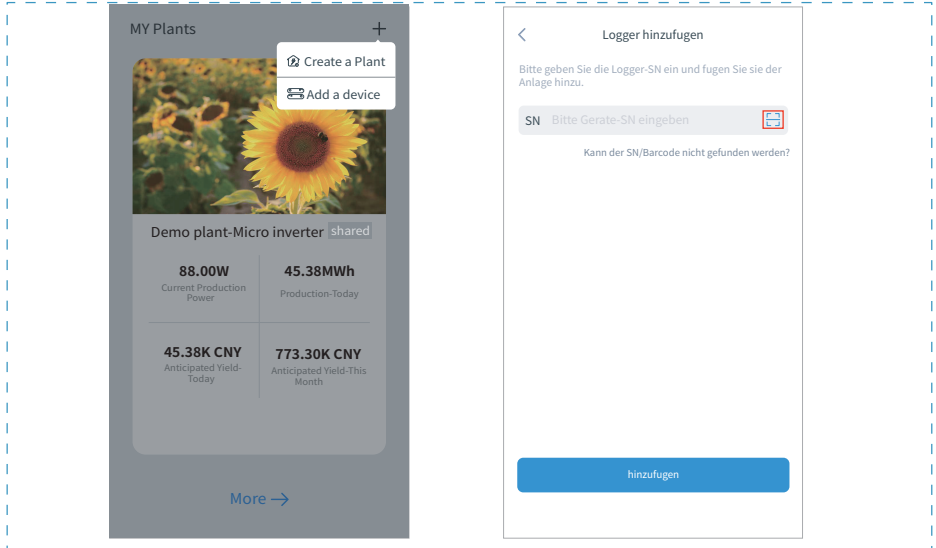 MY Plants
Create a Plant
Add a device
Demo plant-Micro inverter shared
88.00W
Current Production
Power
45.38MWh
Production-Today
45.38K CNY
Anticipated Yield-
Today
773.30K CNY
Anticipated Yield-This
Month
More
Logger hinzufugen
Bitte geben Sie die Logger-SN ein und fugen Sie sie der
Anlage hinzu.
SN Bitte Gerate-SN eingeben
Kann der SN/Barcode nicht gefunden werden?
hinzufugen